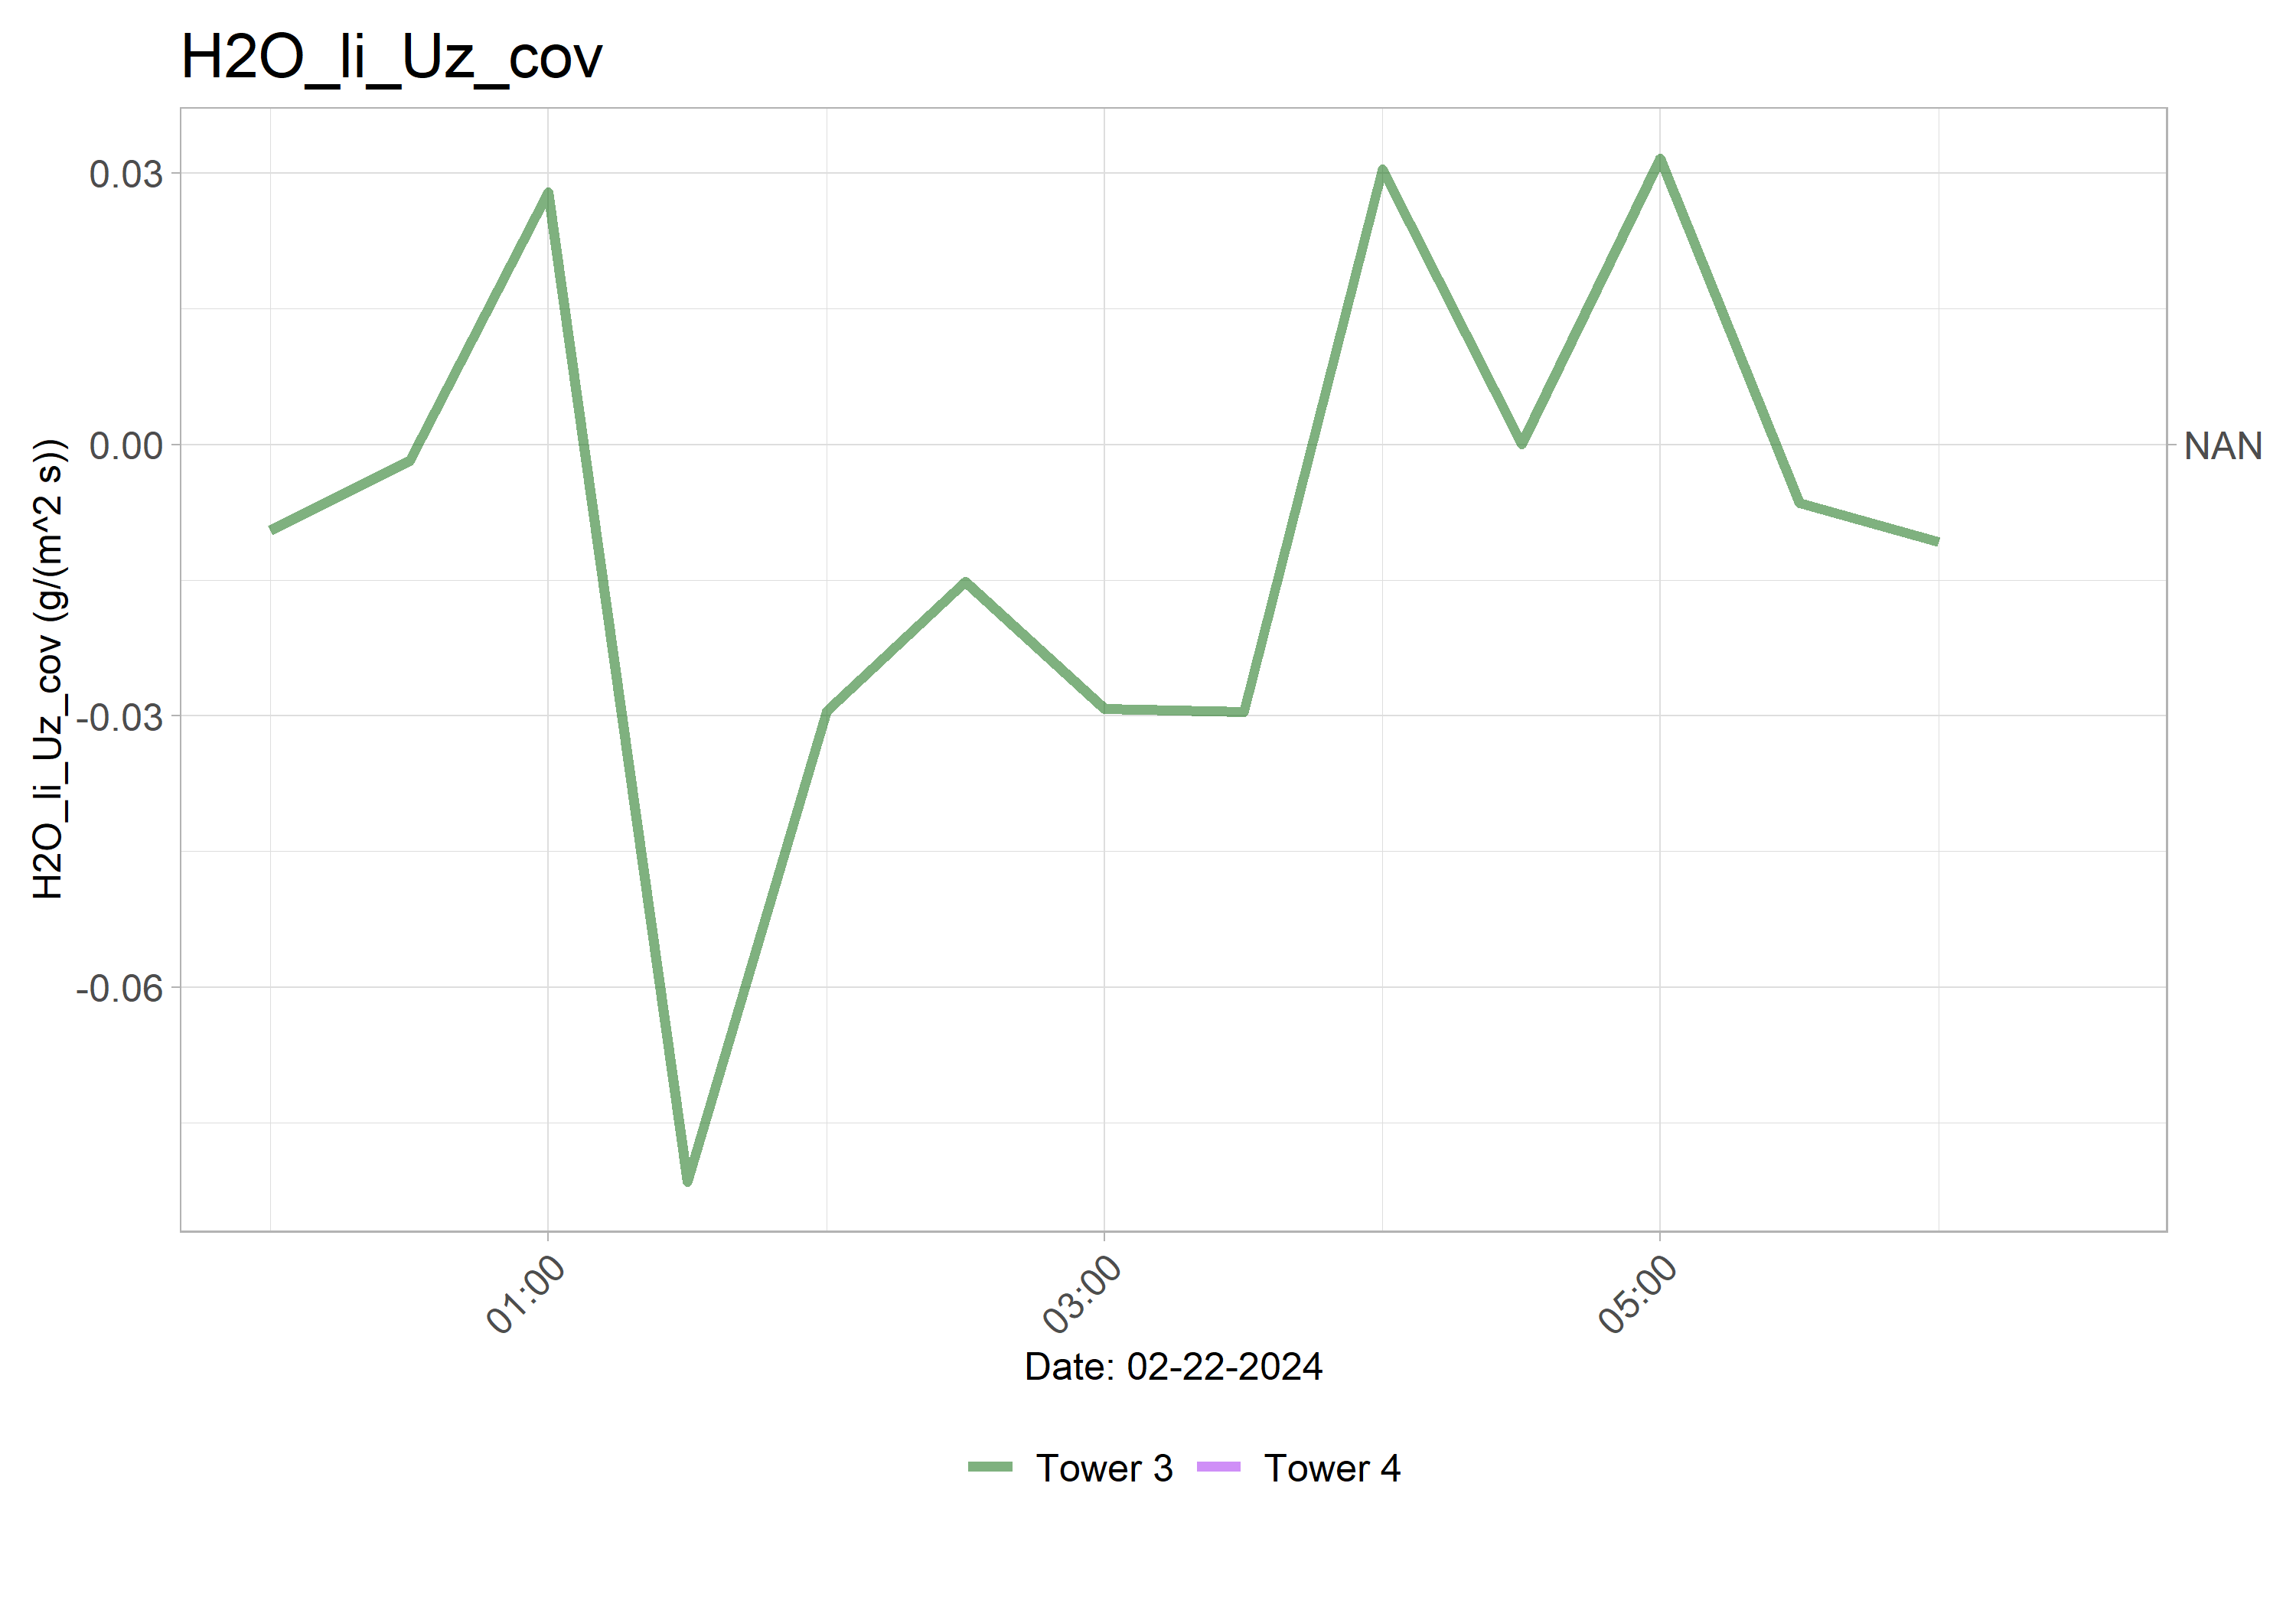 H2O_li_Uz_cov
H2O_li_Uz_cov (g/(m^2 s))
0.03
0.00
-0.03
-0.06
NAN
01:00
03:00
05:00
Date: 02-22-2024
Tower 3
Tower 4